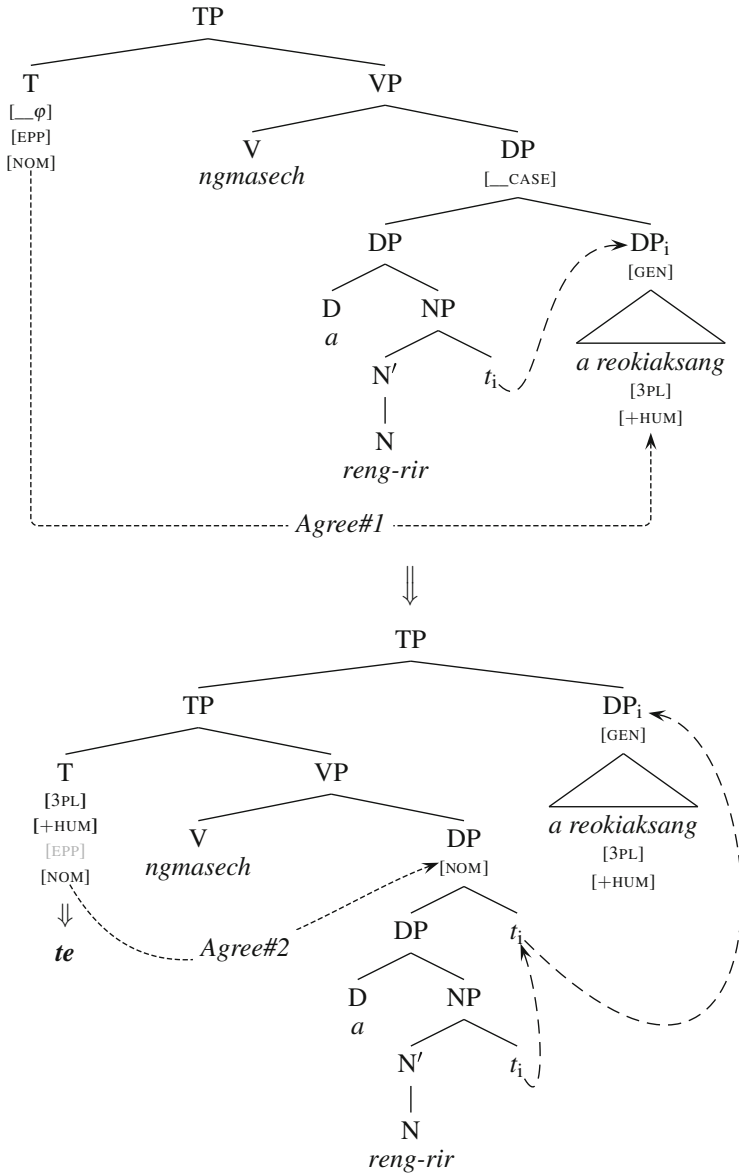 TP
T VP
[__φ]
[EPP]
[NOM]
V DP
ngmasech [__CASE]
DP DPi
[GEN]
D NP
a
a reokiaksang
N′ ti
[3PL]
[+HUM]
N
reng-rir
Agree#1
⇓
TP
TP DPi
[GEN]
T VP
[3PL]
[+HUM]
[EPP]
[NOM]
V DP
ngmasech [NOM]
a reokiaksang
[3PL]
[+HUM]
⇓
te
Agree#2
DP ti
D NP
a
N′ ti
N
reng-rir